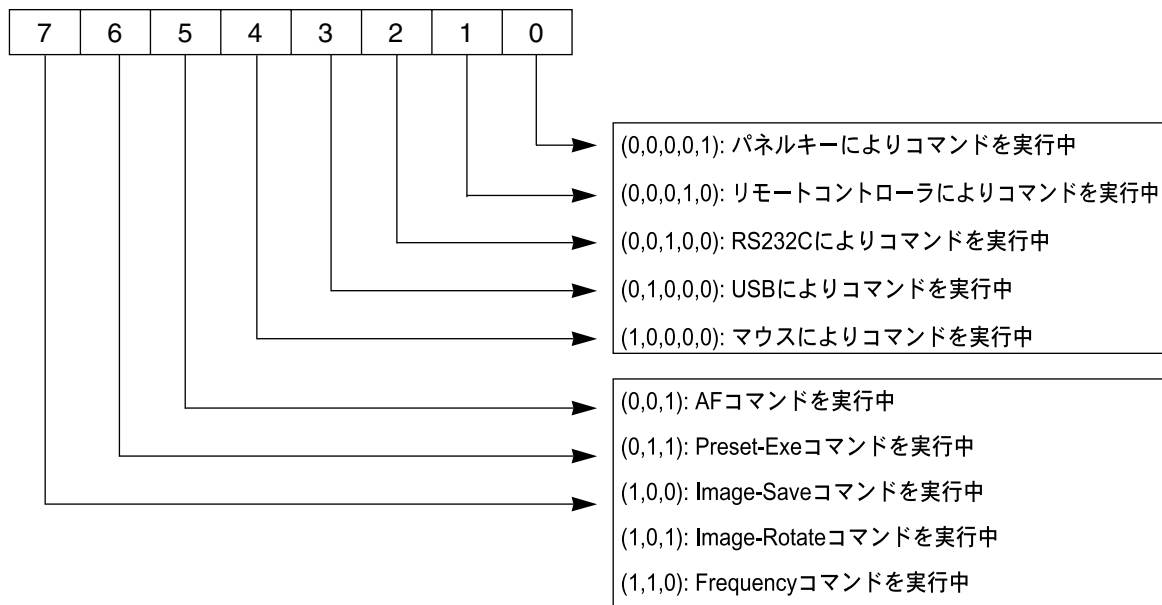 7 6 5 4 3 2 1 0
(0,0,0,0,1): パネルキーによりコマンドを実行中
(0,0,0,1,0): リモートコントローラによりコマンドを実行中
(0,0,1,0,0): RS232Cによりコマンドを実行中
(0,1,0,0,0): USBによりコマンドを実行中
(1,0,0,0,0): マウスによりコマンドを実行中
(0,0,1): AFコマンドを実行中
(0,1,1): Preset-Exeコマンドを実行中
(1,0,0): Image-Saveコマンドを実行中
(1,0,1): Image-Rotateコマンドを実行中
(1,1,0): Frequencyコマンドを実行中